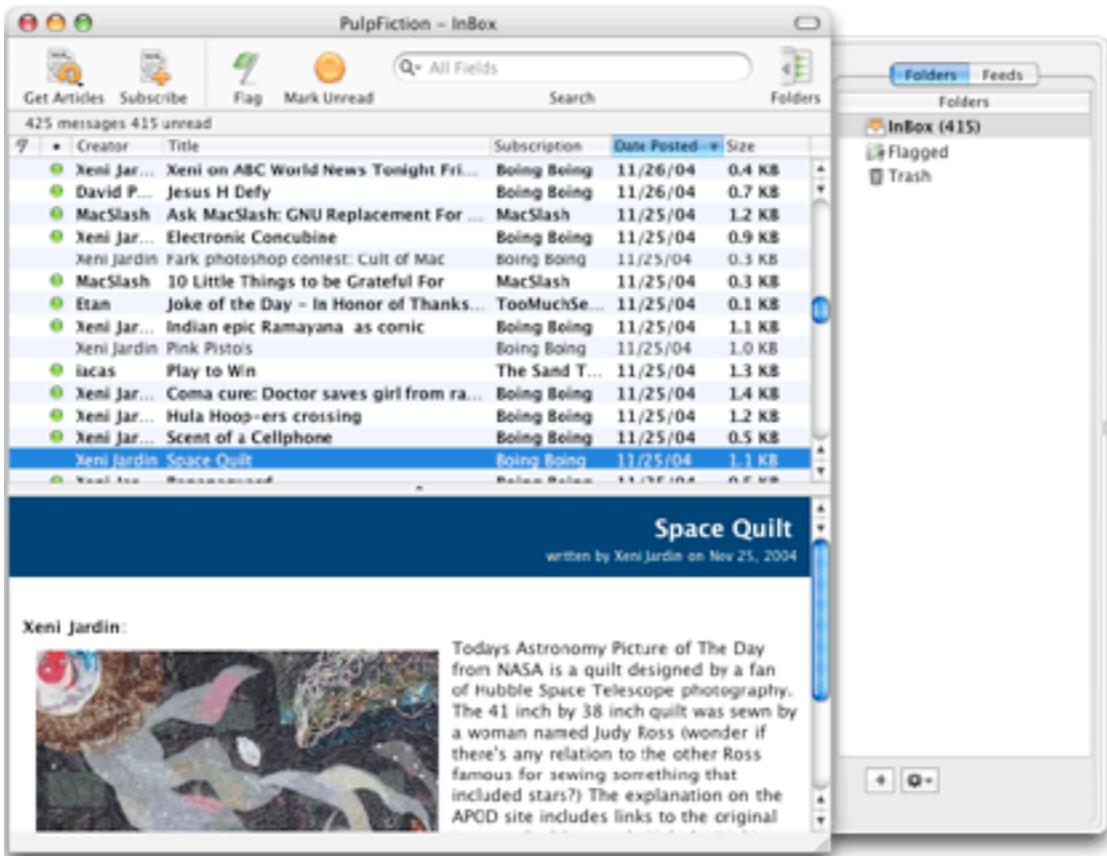 PulpFiction – InBox
Get Articles Subscribe Flag Mark Unread All Fields Search Folders
425 messages 415 unread
Creator Title Subscription Date Posted Size
Xeni Jar... Xeni on ABC World News Tonight Fri... Boing Boing 11/26/04 0.4 KB
David P... Jesus H Defy Boing Boing 11/26/04 0.7 KB
MacSlash Ask MacSlash: GNU Replacement For ... MacSlash 11/25/04 1.2 KB
Xeni Jar... Electronic Concubine Boing Boing 11/25/04 0.9 KB
Xeni Jardin Fark photoshop contest: Cult of Mac Boing Boing 11/25/04 0.3 KB
MacSlash 10 Little Things to be Grateful For MacSlash 11/25/04 0.3 KB
Etan Joke of the Day – In Honor of Thanks... TooMuchSe... 11/25/04 0.1 KB
Xeni Jar... Indian epic Ramayana as comic Boing Boing 11/25/04 1.1 KB
Xeni Jardin Pink Pistols Boing Boing 11/25/04 1.0 KB
iacas Play to Win The Sand T... 11/25/04 1.3 KB
Xeni Jar... Coma cure: Doctor saves girl from ra... Boing Boing 11/25/04 1.4 KB
Xeni Jar... Hula Hoop-ers crossing Boing Boing 11/25/04 1.2 KB
Xeni Jar... Scent of a Cellphone Boing Boing 11/25/04 0.5 KB
Xeni Jardin Space Quilt Boing Boing 11/25/04 1.1 KB
Space Quilt
written by Xeni Jardin on Nov 25, 2004
Xeni Jardin:
Todays Astronomy Picture of The Day
from NASA is a quilt designed by a fan
of Hubble Space Telescope photography.
The 41 inch by 38 inch quilt was sewn by
a woman named Judy Ross (wonder if
there's any relation to the other Ross
famous for sewing something that
included stars?) The explanation on the
APOD site includes links to the original
Folders Feeds
Folders
InBox (415)
Flagged
Trash